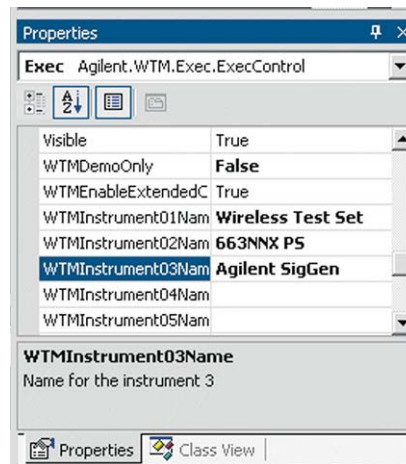 Properties
Exec Agilent.WTM.Exec.ExecControl
Visible True
WTMDemoOnly False
WTMEnableExtendedC True
WTMInstrument01Nam Wireless Test Set
WTMInstrument02Nam 663NNX PS
WTMInstrument03Nam Agilent SigGen
WTMInstrument04Nam
WTMInstrument05Nam
WTMInstrument03Name
Name for the instrument 3
Properties Class View